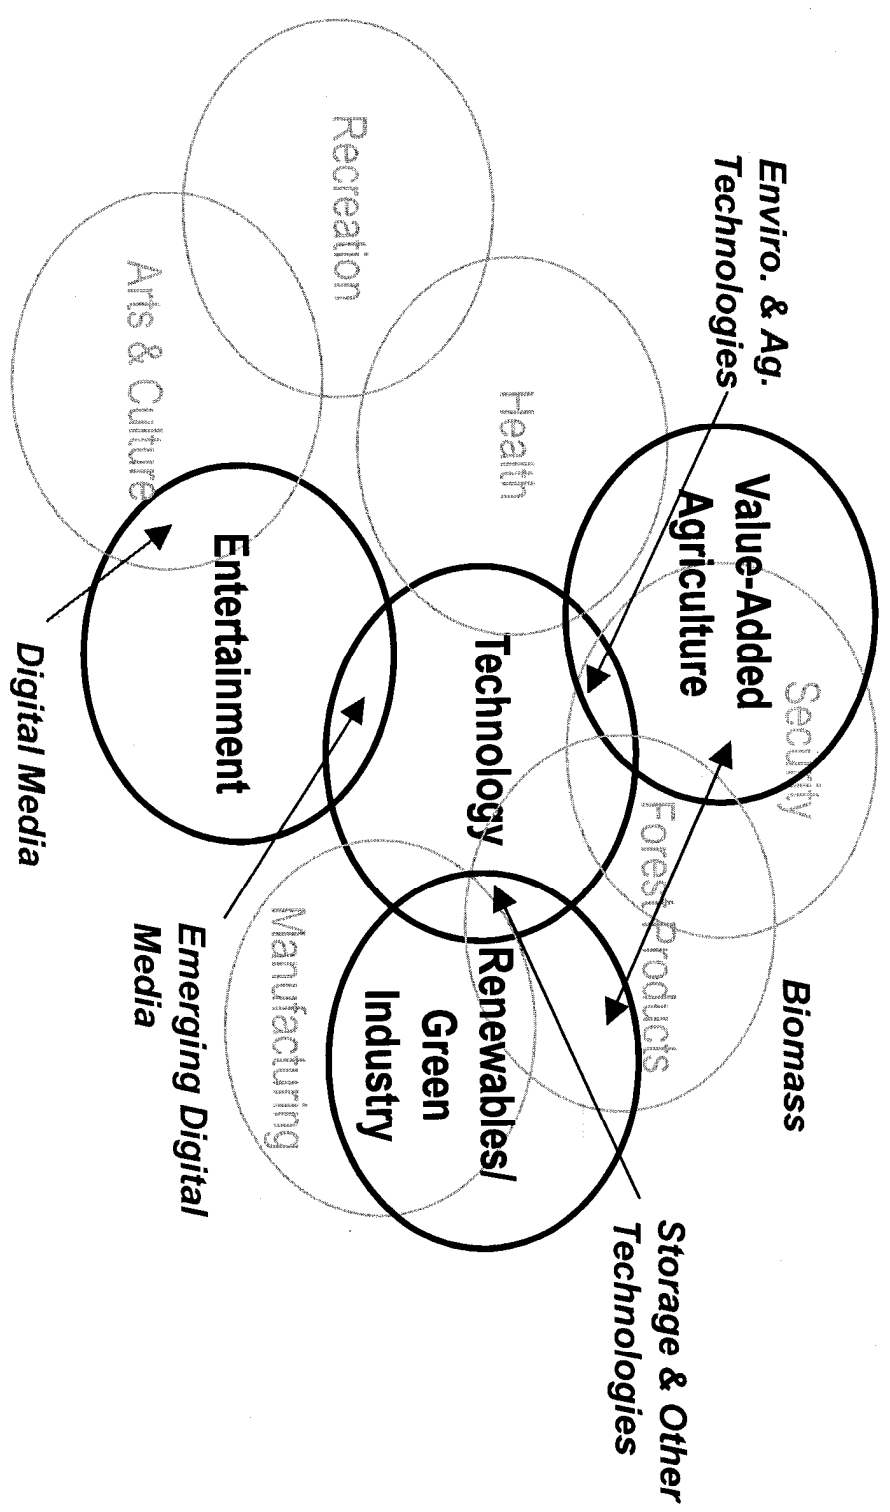 Enviro. & Ag.
Technologies
Value-Added
Agriculture
Security
Biomass
Storage & Other
Technologies
Forest Products
Health
Technology
Renewables/
Green
Industry
Recreation
Manufacturing
Entertainment
Arts & Culture
Emerging Digital
Media
Digital Media